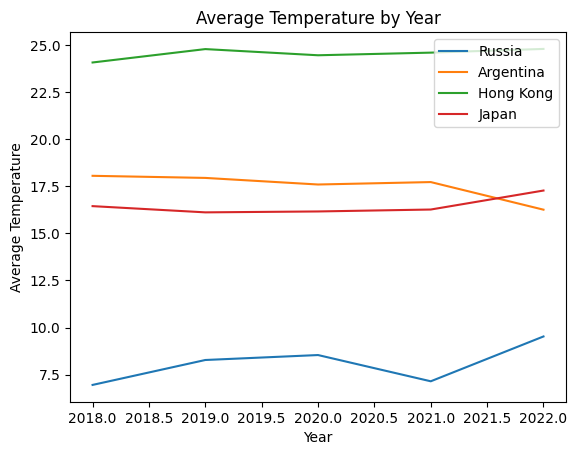 Average Temperature by Year
Average Temperature
25.0
22.5
20.0
17.5
15.0
12.5
10.0
7.5
Russia
Argentina
Hong Kong
Japan
2018.0 2018.5 2019.0 2019.5 2020.0 2020.5 2021.0 2021.5 2022.0
Year